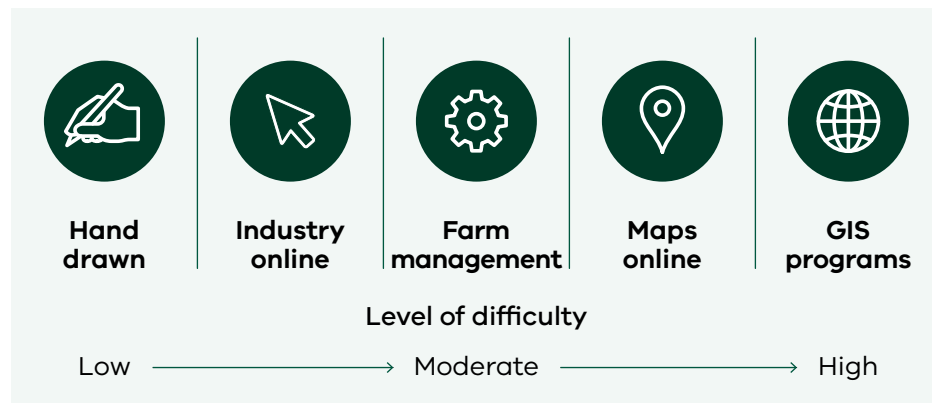 Hand
drawn
Industry
online
Farm
management
Maps
online
GIS
programs
Level of difficulty
Low
Moderate
High